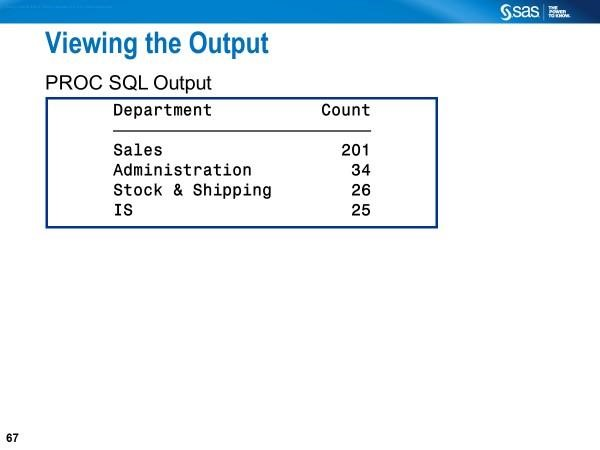 sas THE
POWER
TO KNOW.
Viewing the Output
PROC SQL Output
Department Count
Sales 201
Administration 34
Stock & Shipping 26
IS 25
67